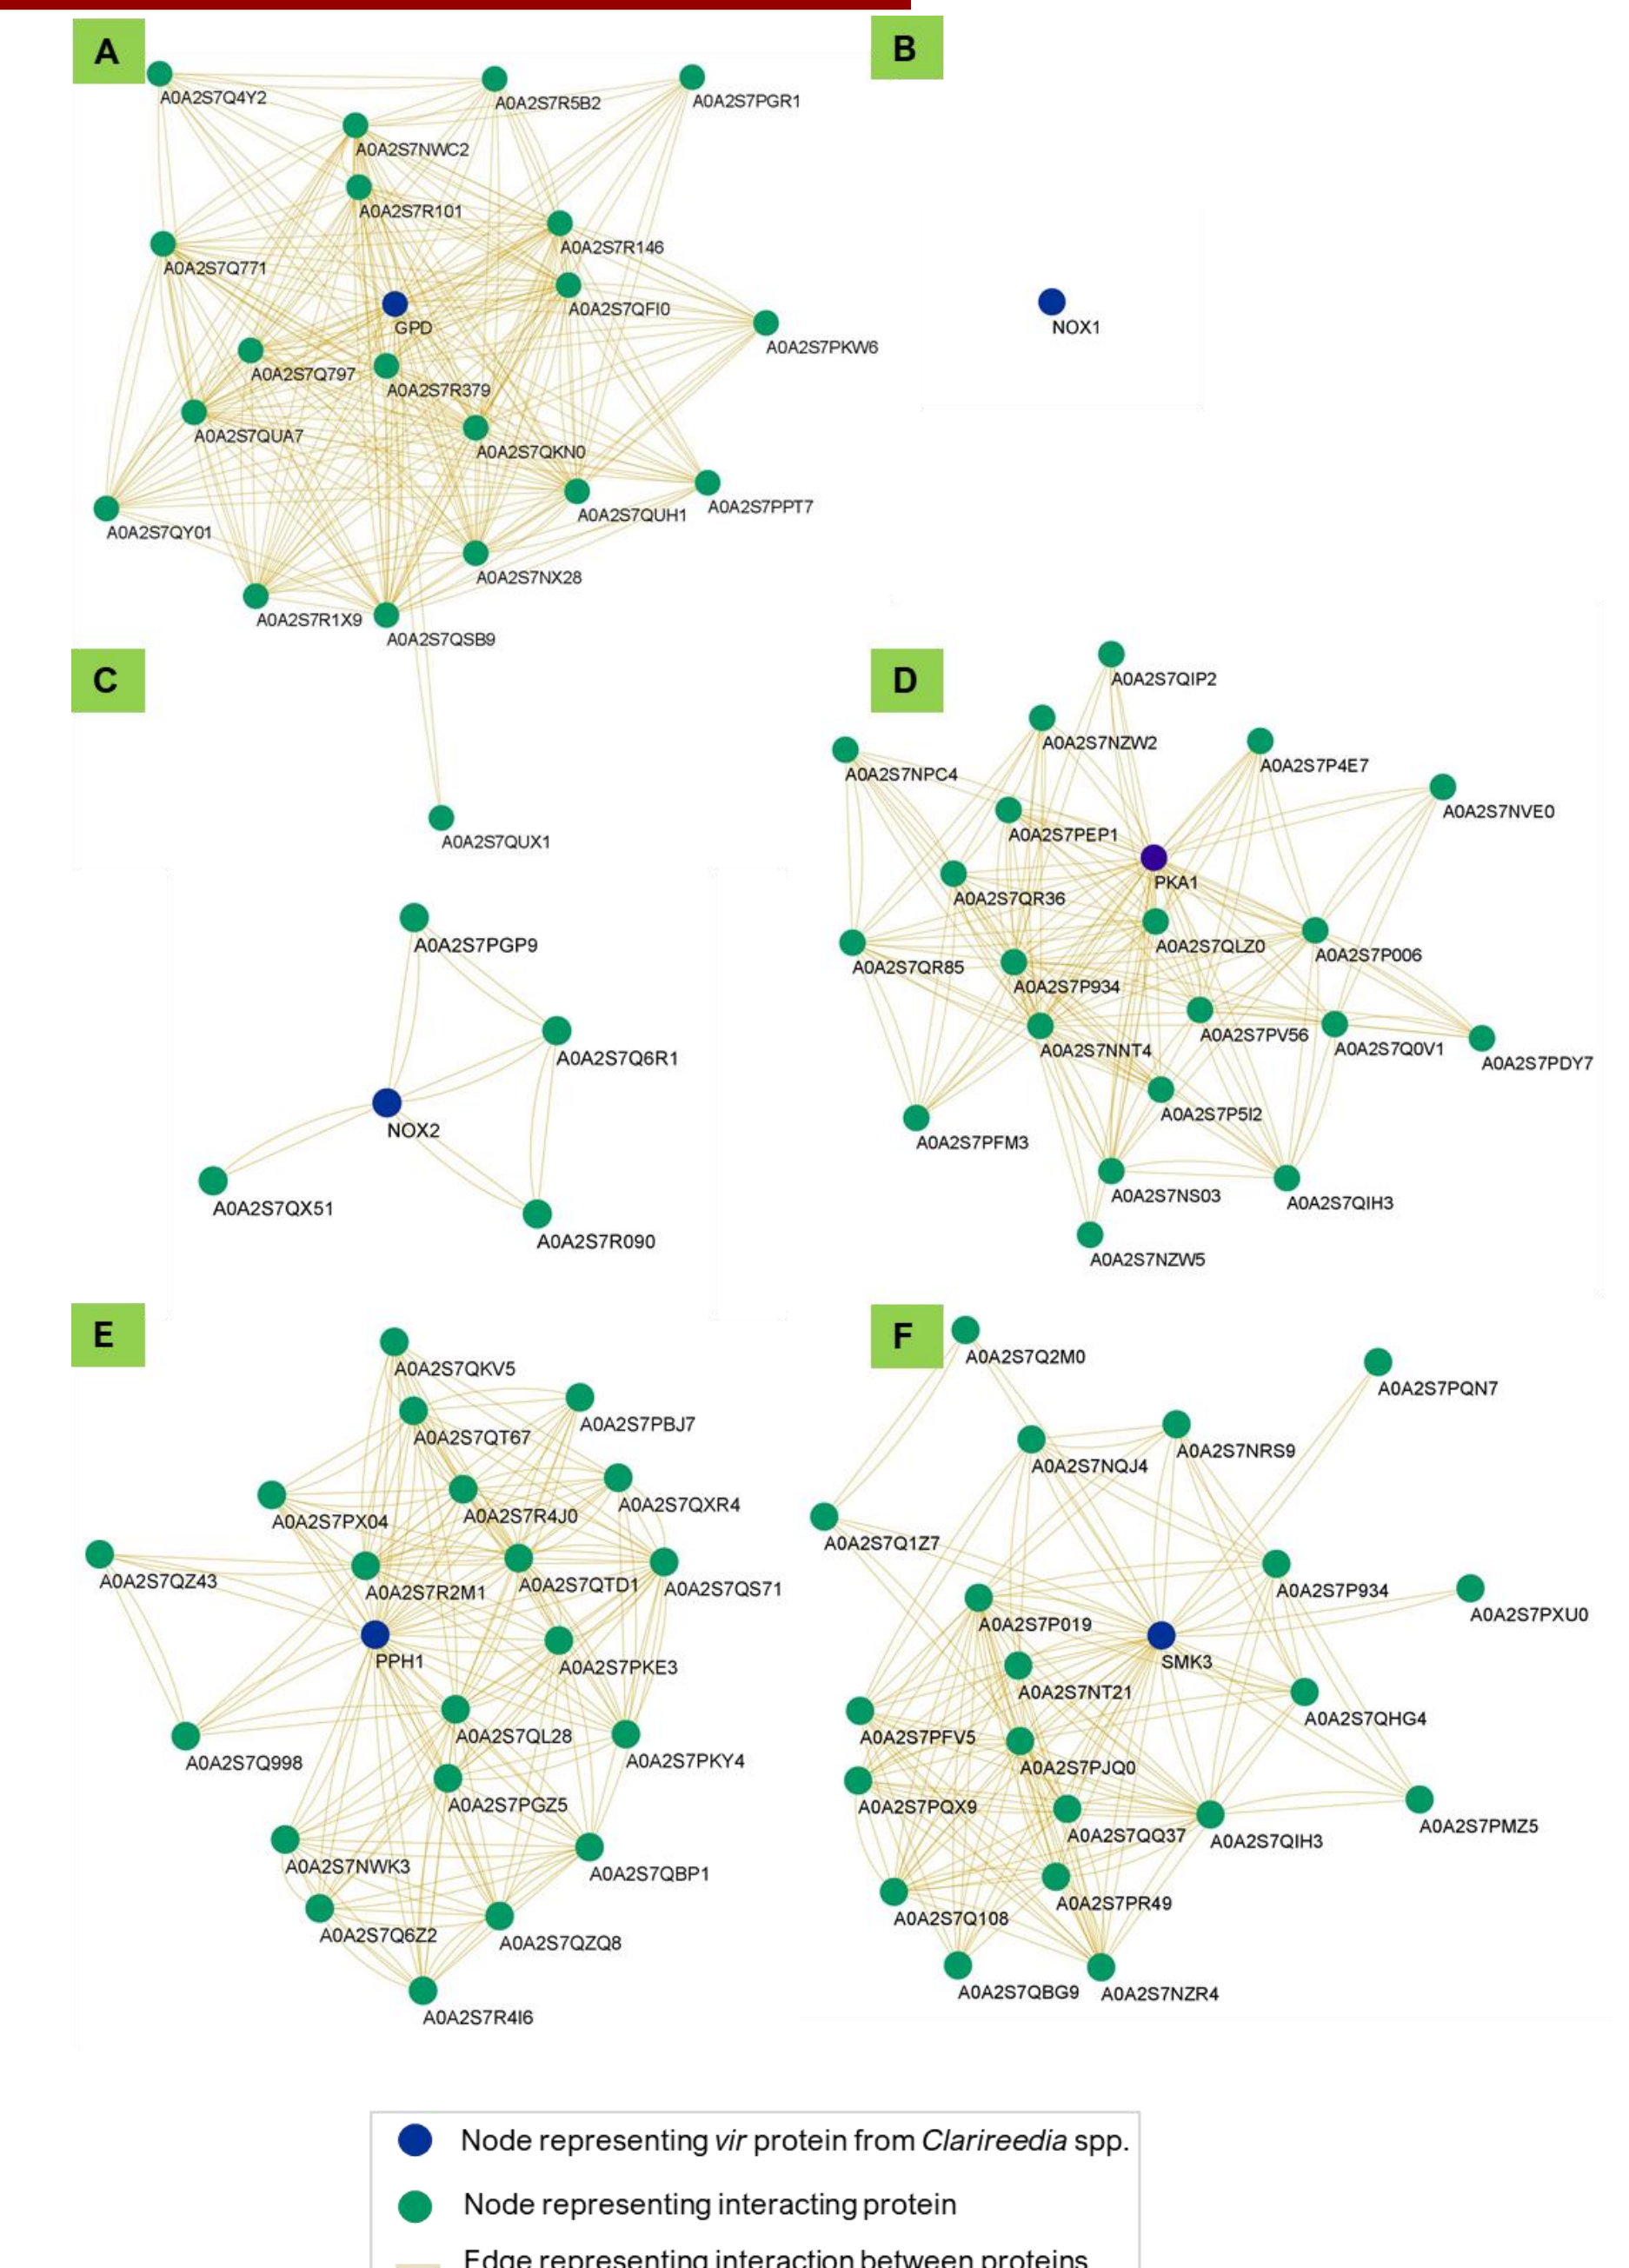 A
B
A0A2S7Q4Y2
A0A2S7R5B2
A0A2S7PGR1
A0A2S7NWC2
A0A2S7R101
A0A2S7R146
A0A2S7Q771
A0A2S7QFI0
GPD
NOX1
A0A2S7PKW6
A0A2S7Q797
A0A2S7R379
A0A2S7QUA7
A0A2S7QKN0
A0A2S7QUH1
A0A2S7PPT7
A0A2S7QY01
A0A2S7NX28
A0A2S7R1X9
A0A2S7QSB9
C
A0A2S7QUX1
A0A2S7PGP9
A0A2S7Q6R1
NOX2
A0A2S7QX51
A0A2S7R090
D
A0A2S7QIP2
A0A2S7NZW2
A0A2S7P4E7
A0A2S7NPC4
A0A2S7NVE0
A0A2S7PEP1
PKA1
A0A2S7QR36
A0A2S7QLZ0
A0A2S7P006
A0A2S7QR85
A0A2S7P934
A0A2S7PV56
A0A2S7Q0V1
A0A2S7NNT4
A0A2S7PDY7
A0A2S7P5I2
A0A2S7PFM3
A0A2S7NS03
A0A2S7QIH3
A0A2S7NZW5
E
A0A2S7QKV5
A0A2S7PBJ7
A0A2S7QT67
A0A2S7QXR4
A0A2S7R4J0
A0A2S7PX04
A0A2S7QZ43
A0A2S7R2M1
A0A2S7QTD1
A0A2S7QS71
PPH1
A0A2S7PKE3
A0A2S7QL28
A0A2S7Q998
A0A2S7PKY4
A0A2S7PGZ5
A0A2S7NWK3
A0A2S7QBP1
A0A2S7Q6Z2
A0A2S7QZQ8
A0A2S7R4I6
F
A0A2S7Q2M0
A0A2S7PQN7
A0A2S7NRS9
A0A2S7NQJ4
A0A2S7Q1Z7
A0A2S7P934
A0A2S7PXU0
A0A2S7P019
SMK3
A0A2S7NT21
A0A2S7QHG4
A0A2S7PFV5
A0A2S7PJQ0
A0A2S7PQX9
A0A2S7QQ37
A0A2S7QIH3
A0A2S7PMZ5
A0A2S7PR49
A0A2S7Q108
A0A2S7QBG9
A0A2S7NZR4
Node representing vir protein from Clarireedia spp.
Node representing interacting protein
Edge representing interaction between proteins